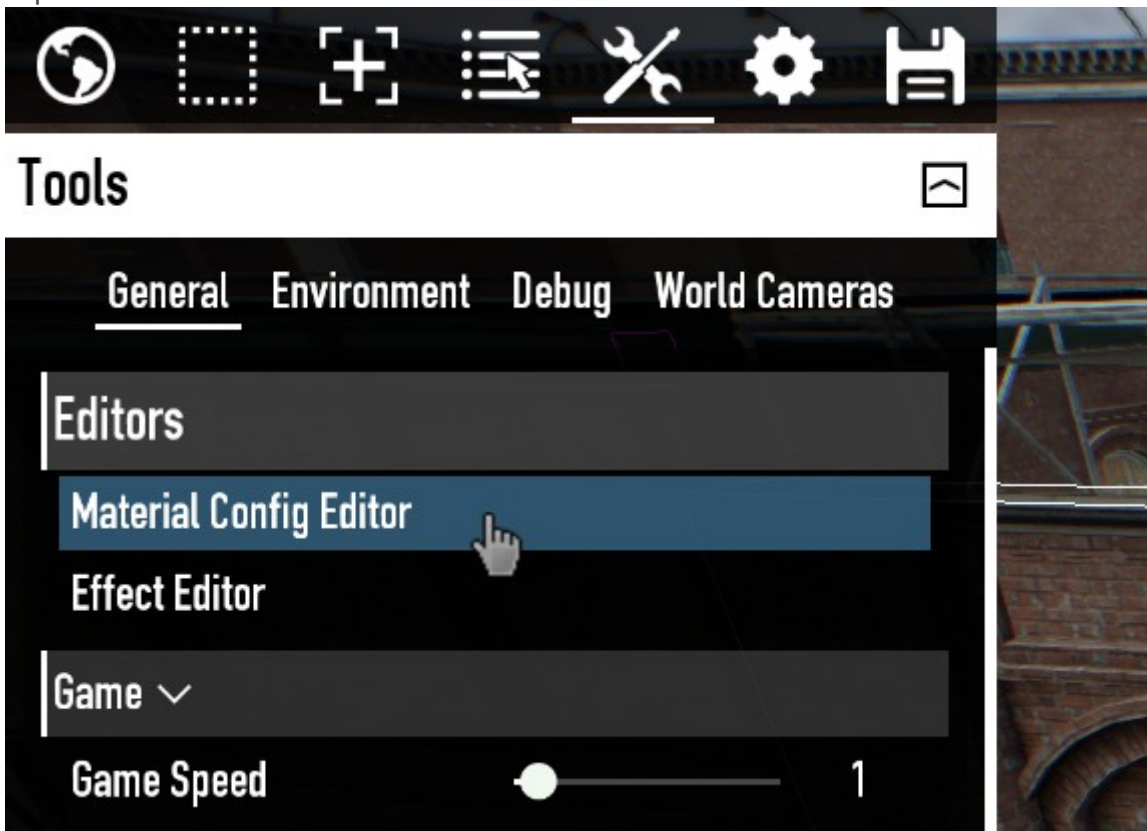 Tools
General Environment Debug World Cameras
Editors
Material Config Editor
Effect Editor
Game
Game Speed 1